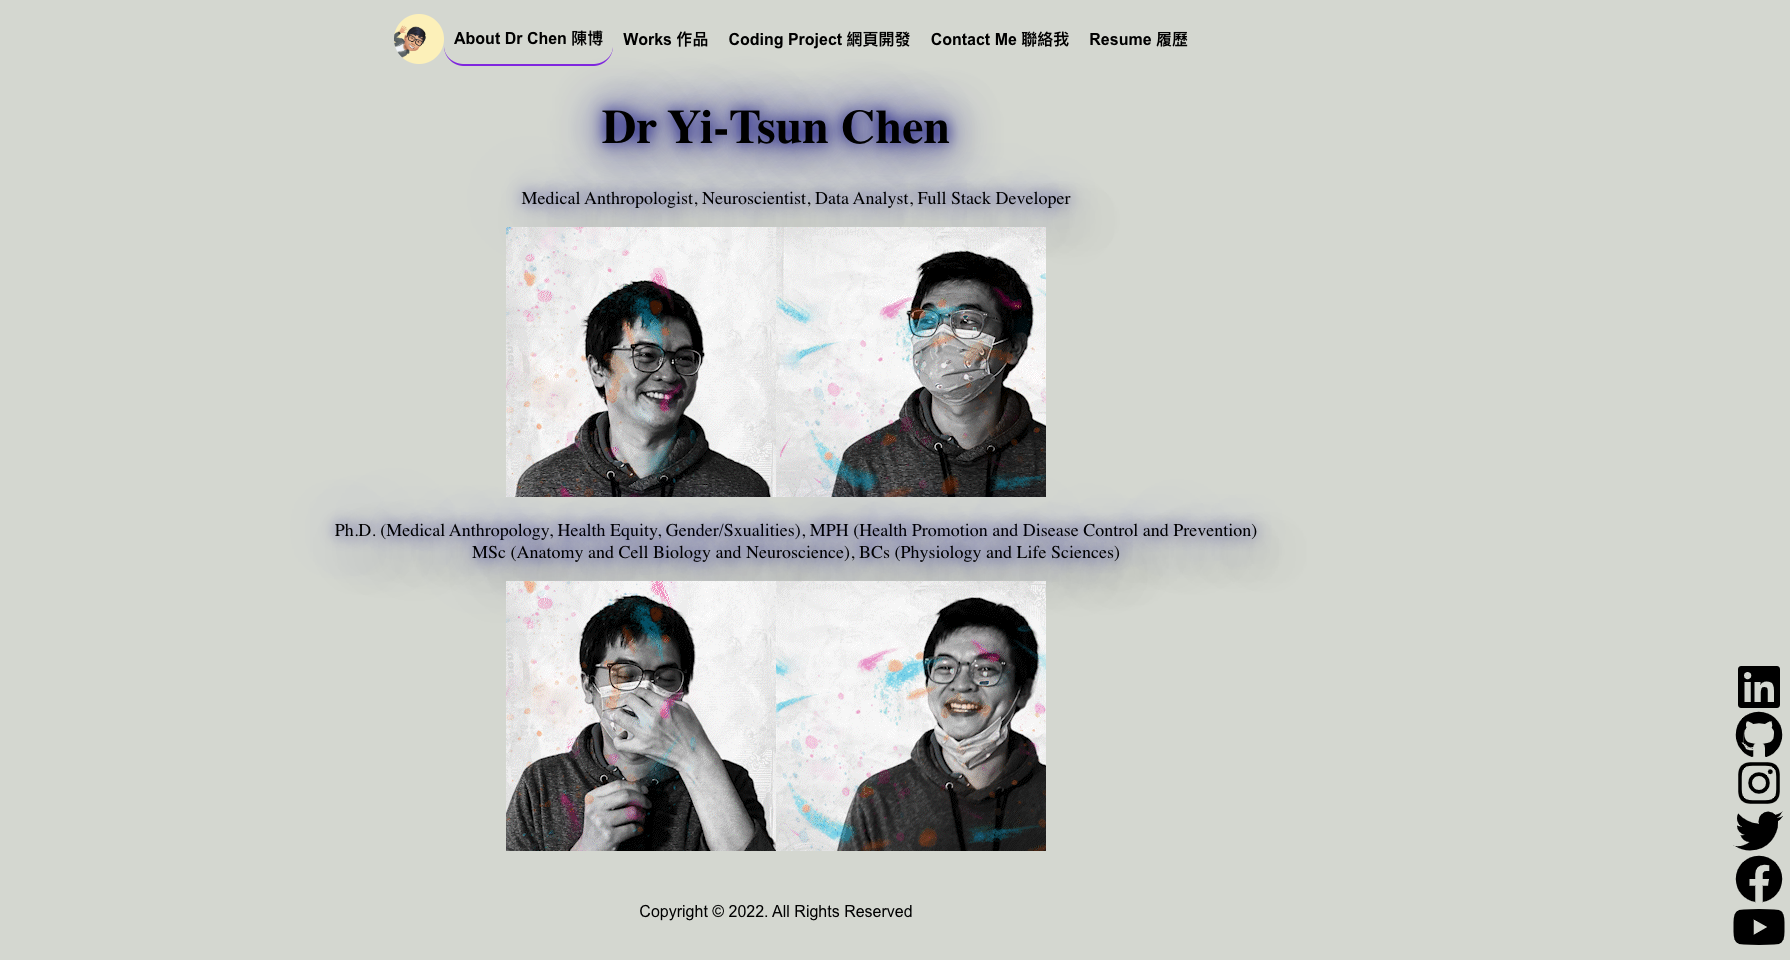 About Dr Chen 陳博 Works 作品 Coding Project 網頁開發 Contact Me 聯絡我 Resume 履歷
Dr Yi-Tsun Chen
Medical Anthropologist, Neuroscientist, Data Analyst, Full Stack Developer
Ph.D. (Medical Anthropology, Health Equity, Gender/Sxualities), MPH (Health Promotion and Disease Control and Prevention)
MSc (Anatomy and Cell Biology and Neuroscience), BCs (Physiology and Life Sciences)
in
Copyright © 2022. All Rights Reserved